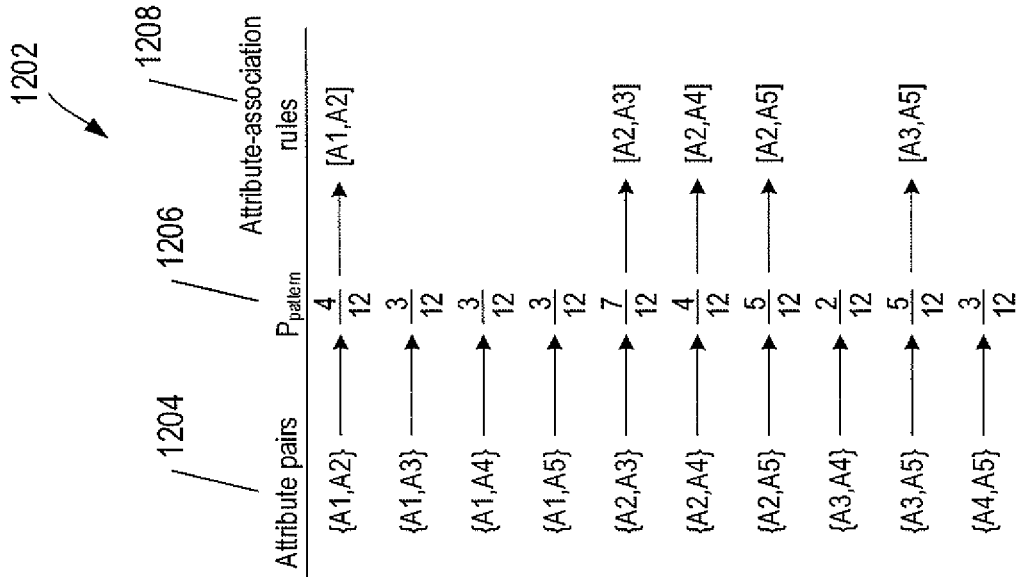 1202
1204 1206 1208
Attribute pairs P_pattern Attribute-association
rules
{A1,A2} 4/12 [A1,A2]
{A1,A3} 3/12
{A1,A4} 3/12
{A1,A5} 3/12
{A2,A3} 7/12 [A2,A3]
{A2,A4} 4/12 [A2,A4]
{A2,A5} 5/12 [A2,A5]
{A3,A4} 2/12
{A3,A5} 5/12 [A3,A5]
{A4,A5} 3/12